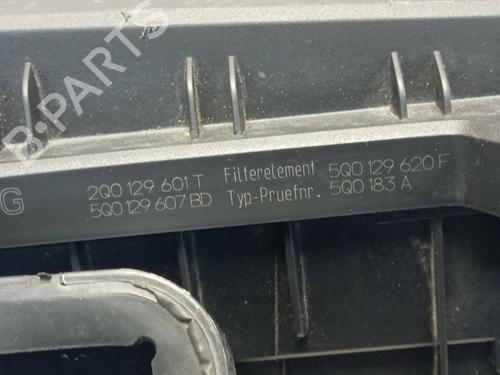 B-PARTS
G
2Q0 129 601 T Filterelement 5Q0 129 620 F
5Q0 129 607 BD Typ-Pruefnr. 5Q0 183 A